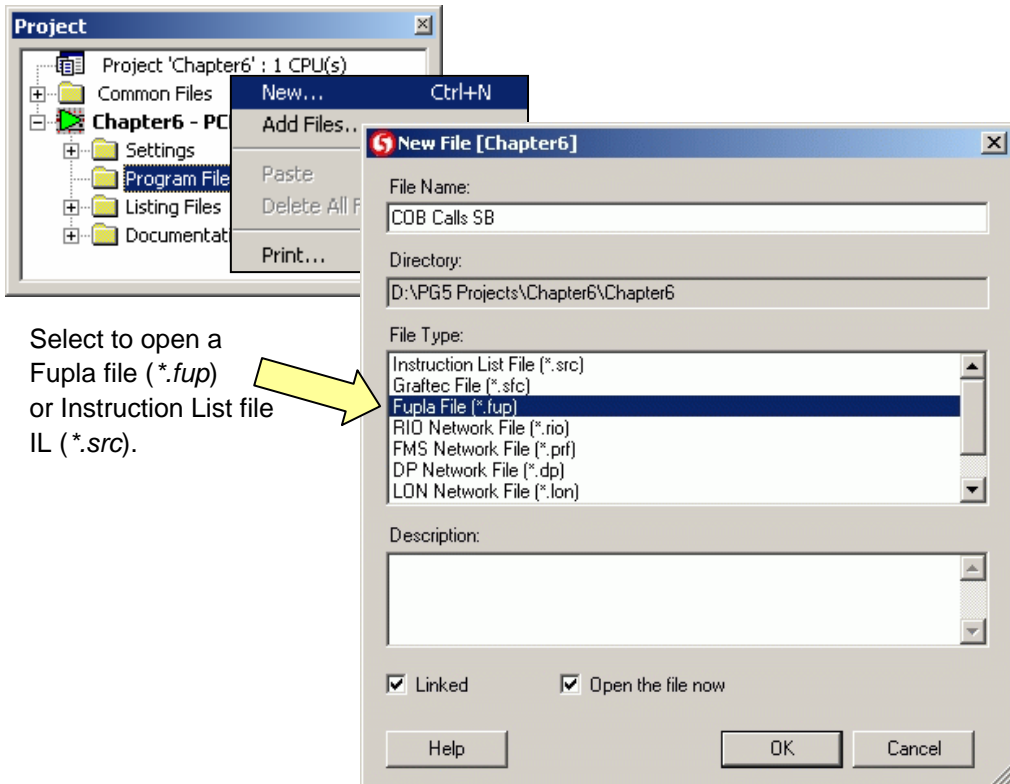 Project
Project 'Chapter6' : 1 CPU(s)
Common Files
Chapter6 - PC
Settings
Program File
Listing Files
Documentat
New... Ctrl+N
Add Files..
Paste
Delete All F
Print...
New File [Chapter6]
File Name:
COB Calls SB
Directory:
D:\PG5 Projects\Chapter6\Chapter6
File Type:
Instruction List File (*.src)
Graftec File (*.sfc)
Fupla File (*.fup)
RIO Network File (*.rio)
FMS Network File (*.prf)
DP Network File (*.dp)
LON Network File (*.lon)
Description:
Linked
Open the file now
Help
OK
Cancel
Select to open a
Fupla file (*.fup)
or Instruction List file
IL (*.src).